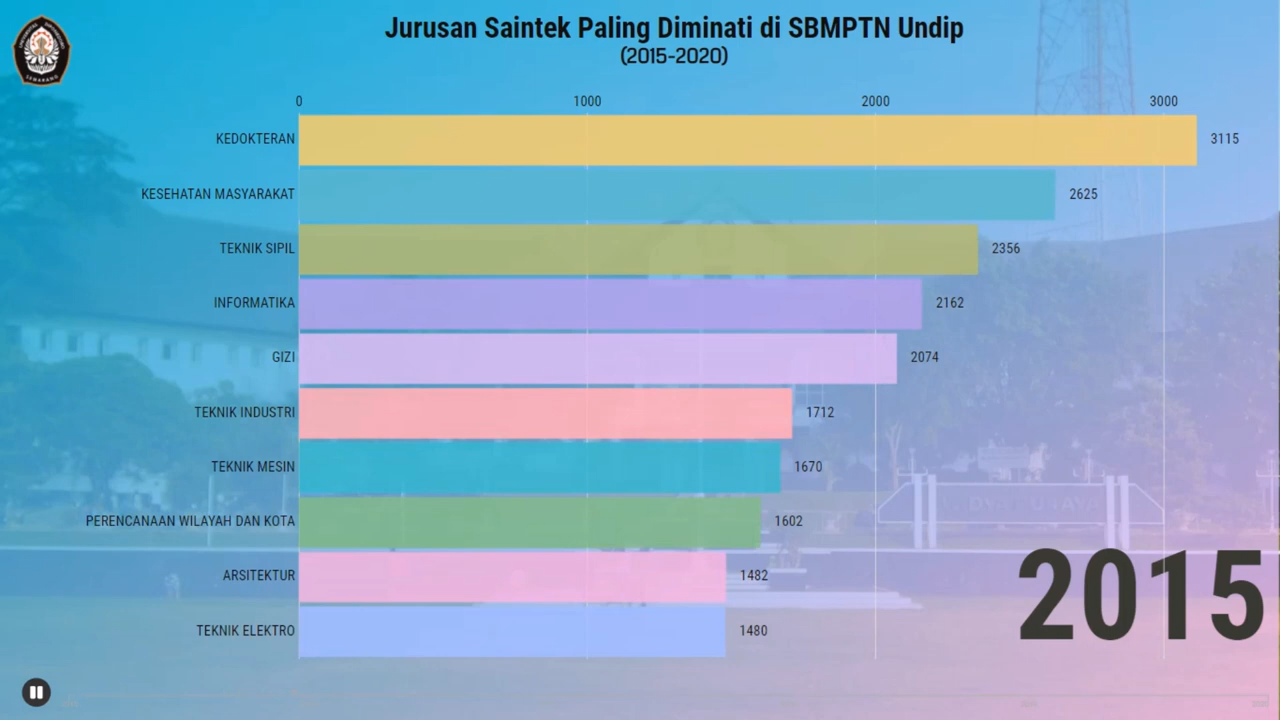 Jurusan Saintek Paling Diminati di SBMPTN Undip
(2015-2020)
SEMARANG
0 1000 2000 3000
KEDOKTERAN 3115
KESEHATAN MASYARAKAT 2625
TEKNIK SIPIL 2356
INFORMATIKA 2162
GIZI 2074
TEKNIK INDUSTRI 1712
TEKNIK MESIN 1670
PERENCANAAN WILAYAH DAN KOTA 1602
ARSITEKTUR 1482
TEKNIK ELEKTRO 1480
2015